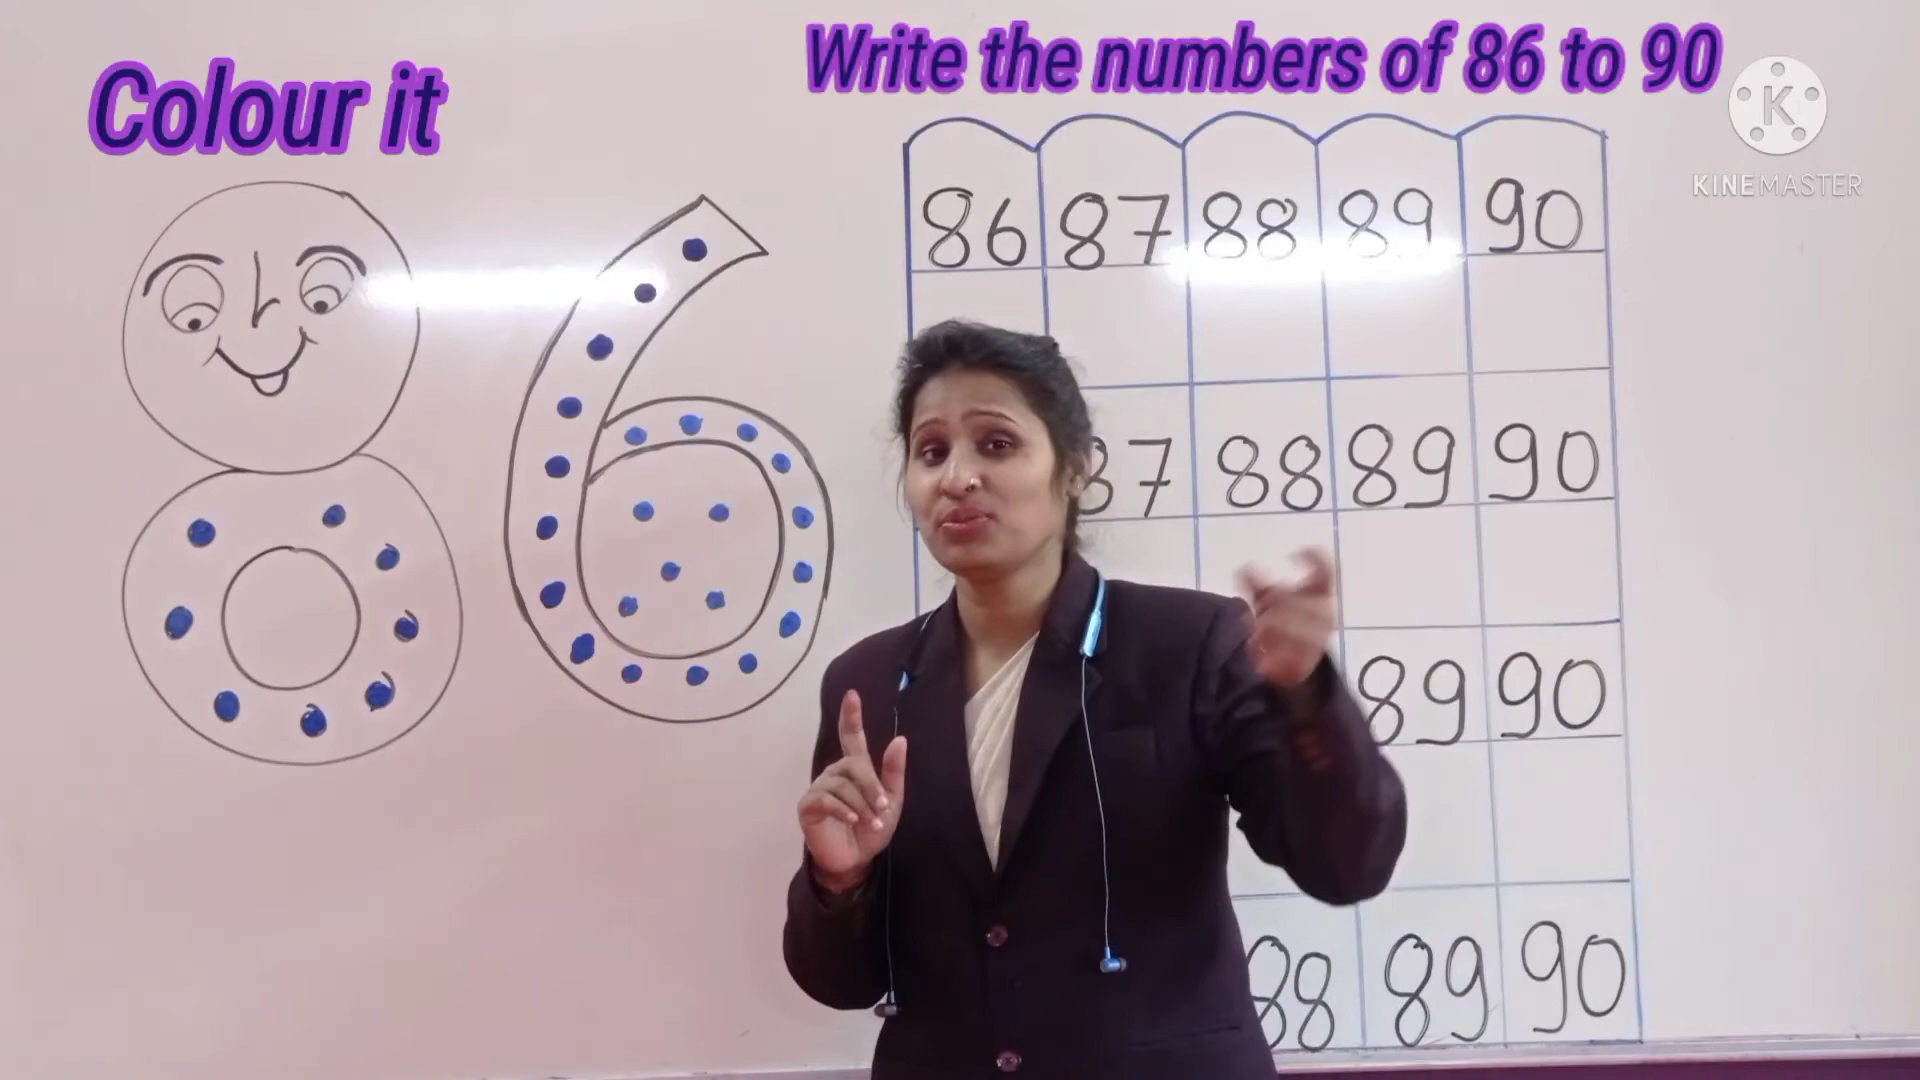 Colour it
Write the numbers of 86 to 90
KINEMASTER
86
86 87 88 89 90
87 88 89 90
89 90
88 89 90